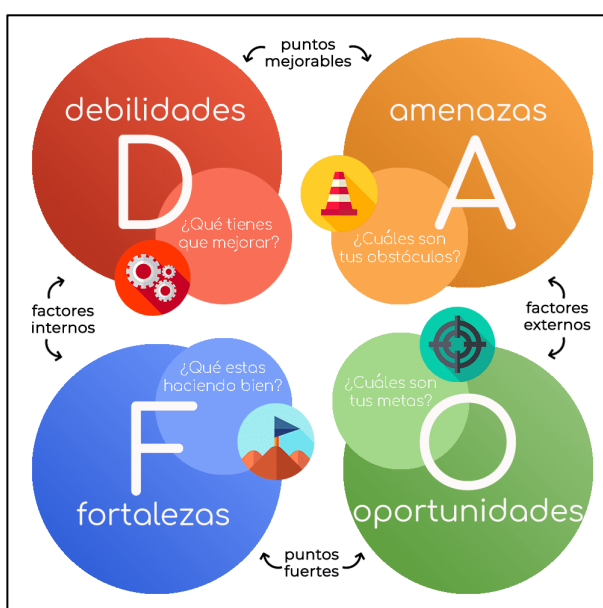 puntos
mejorables
debilidades
D
¿Qué tienes
que mejorar?
amenazas
A
¿Cuáles son
tus obstáculos?
factores
internos
factores
externos
¿Qué estas
haciendo bien?
F
fortalezas
¿Cuáles son
tus metas?
O
oportunidades
puntos
fuertes